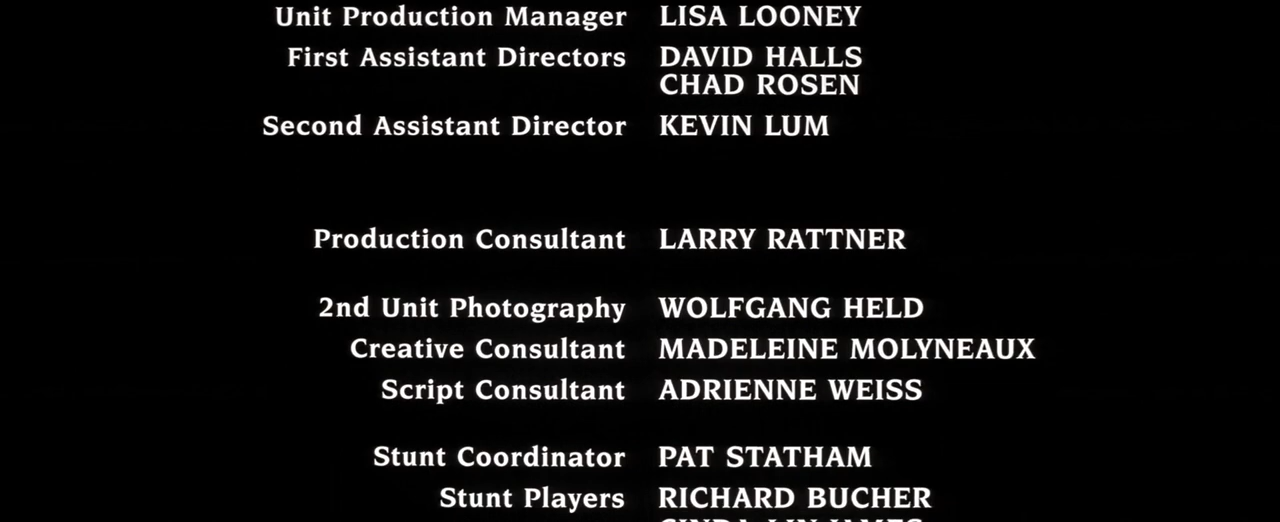 Unit Production Manager LISA LOONEY
First Assistant Directors DAVID HALLS
CHAD ROSEN
Second Assistant Director KEVIN LUM
Production Consultant LARRY RATTNER
2nd Unit Photography WOLFGANG HELD
Creative Consultant MADELEINE MOLYNEAUX
Script Consultant ADRIENNE WEISS
Stunt Coordinator PAT STATHAM
Stunt Players RICHARD BUCHER